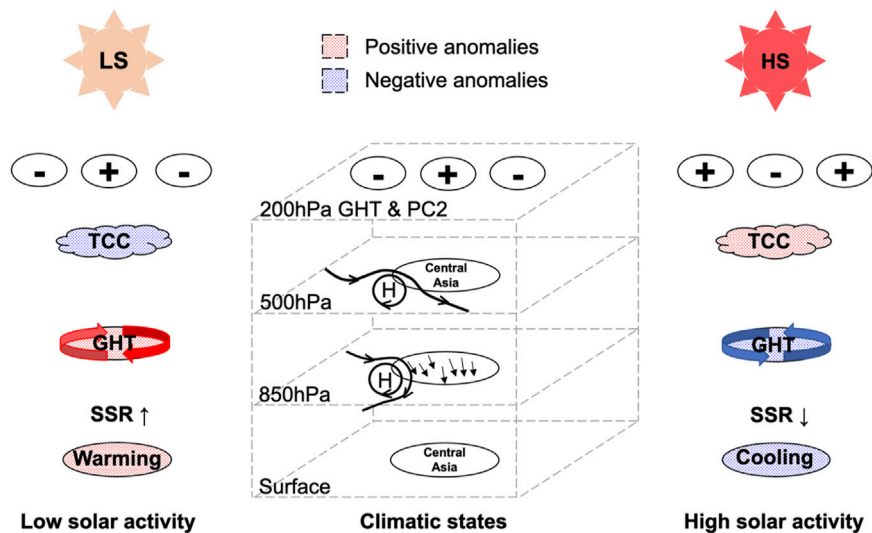 LS
Positive anomalies
Negative anomalies
HS
- + -
- + -
+ - +
200hPa GHT & PC2
TCC
TCC
Central
Asia
H
500hPa
GHT
GHT
H
850hPa
SSR ↑
SSR ↓
Warming
Central
Asia
Cooling
Surface
Low solar activity
Climatic states
High solar activity